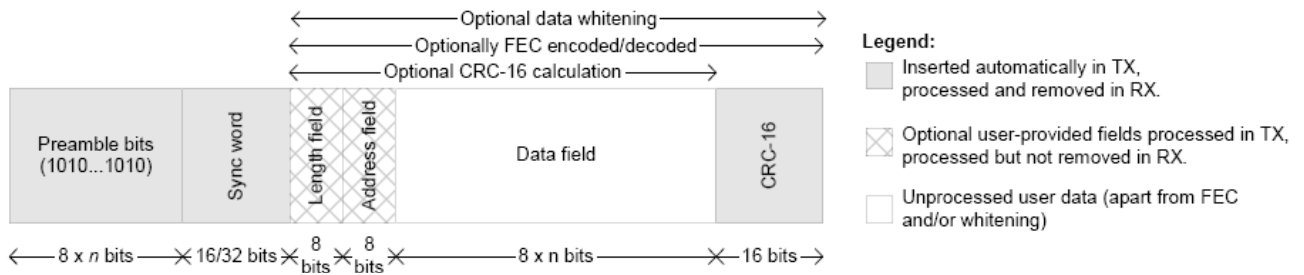 Optional data whitening
Optionally FEC encoded/decoded
Optional CRC-16 calculation
Preamble bits
(1010...1010)
Sync word
Length field
Address field
Data field
CRC-16
8 x n bits
16/32 bits
8
bits
8
bits
8 x n bits
16 bits
Legend:
Inserted automatically in TX,
processed and removed in RX.
Optional user-provided fields processed in TX,
processed but not removed in RX.
Unprocessed user data (apart from FEC
and/or whitening)